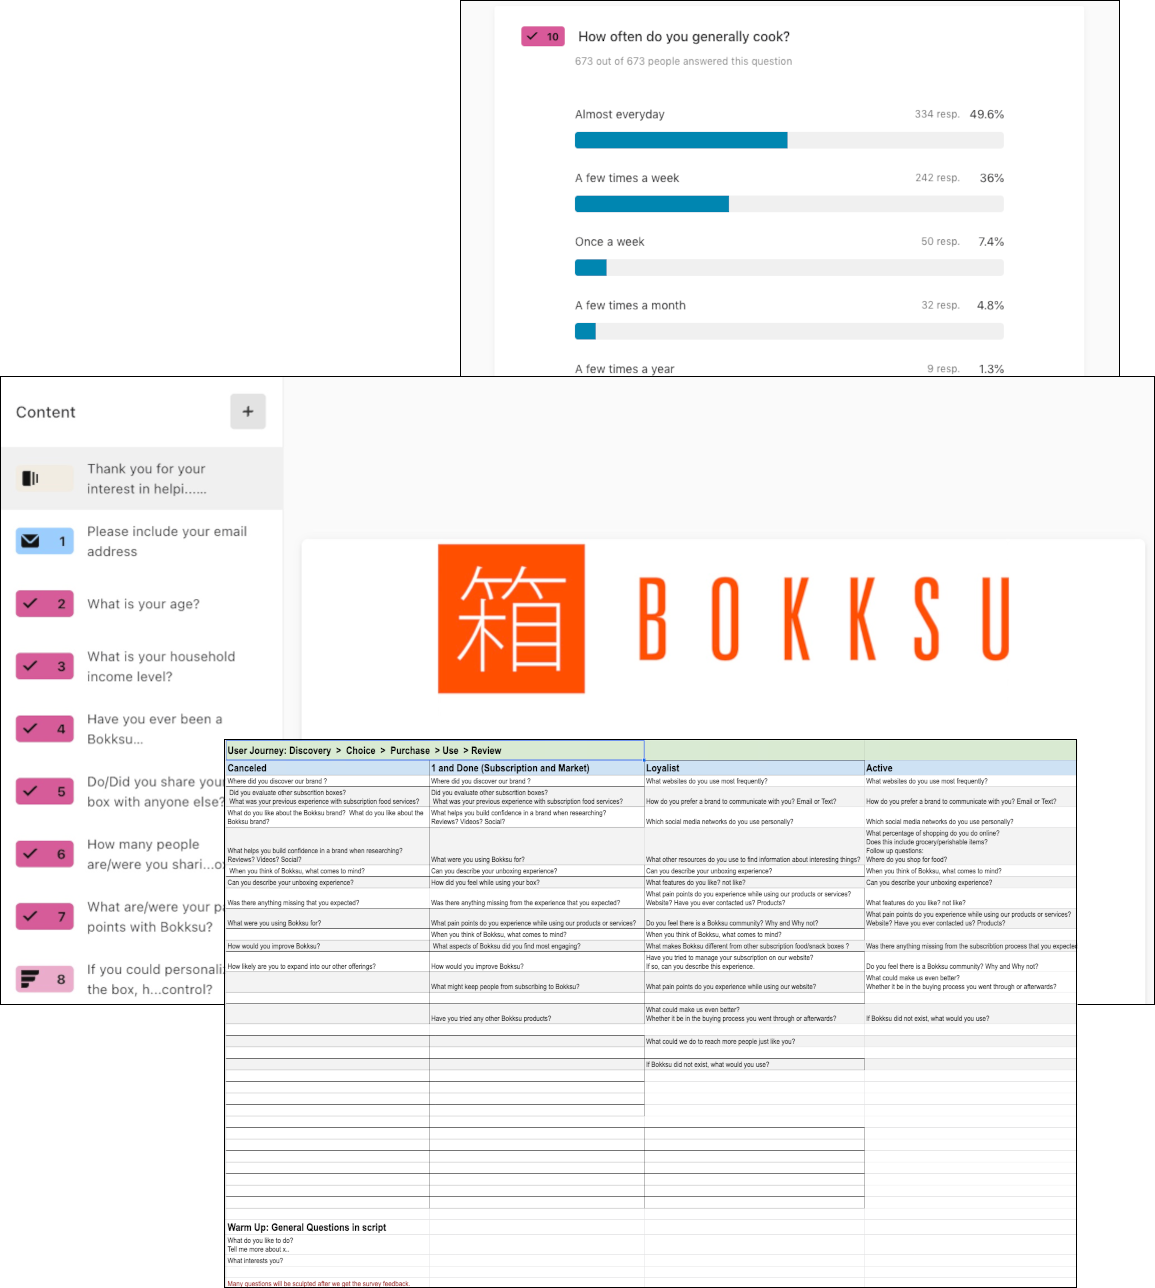 10 How often do you generally cook?
673 out of 673 people answered this question
Almost everyday 334 resp. 49.6%
A few times a week 242 resp. 36%
Once a week 50 resp. 7.4%
A few times a month 32 resp. 4.8%
A few times a year 9 resp. 1.3%
Content +
Thank you for your
interest in helpi......
1 Please include your email
address
2 What is your age?
3 What is your household
income level?
4 Have you ever been a
Bokksu...
5 Do/Did you share your
box with anyone else?
6 How many people
are/were you shari...o
7 What are/were your pa
points with Bokksu?
8 If you could personali
the box, h...control?
箱 BOKKSU
User Journey: Discovery > Choice > Purchase > Use > Review
Canceled 1 and Done (Subscription and Market) Loyalist Active
Where did you discover our brand ? Where did you discover our brand ? What websites do you use most frequently? What websites do you use most frequently?
Did you evaluate other subscrition boxes? Did you evaluate other subscrition boxes?
What was your previous experience with subscription food services? What was your previous experience with subscription food services? How do you prefer a brand to communicate with you? Email or Text? How do you prefer a brand to communicate with you? Email or Text?
What do you like about the Bokksu brand? What do you like about the What helps you build confidence in a brand when researching?
Bokksu brand? Reviews? Videos? Social? Which social media networks do you use personally? Which social media networks do you use personally?
What percentage of shopping do you do online?
Does this include grocery/perishable items?
What helps you build confidence in a brand when researching? Follow up questions:
Reviews? Videos? Social? What were you using Bokksu for? What other resources do you use to find information about interesting things? Where do you shop for food?
When you think of Bokksu, what comes to mind? Can you describe your unboxing experience? Can you describe your unboxing experience? When you think of Bokksu, what comes to mind?
Can you describe your unboxing experience? How did you feel while using your box? What features do you like? not like? Can you describe your unboxing experience?
What pain points do you experience while using our products or services?
Was there anything missing that you expected? Was there anything missing from the experience that you expected? Website? Have you ever contacted us? Products? What features do you like? not like?
What pain points do you experience while using our products or services?
What were you using Bokksu for? What pain points do you experience while using our products or services? Do you feel there is a Bokksu community? Why and Why not? Website? Have you ever contacted us? Products?
When you think of Bokksu, what comes to mind? When you think of Bokksu, what comes to mind?
How would you improve Bokksu? What aspects of Bokksu did you find most engaging? What makes Bokksu different from other subscription food/snack boxes ? Was there anything missing from the subscribtion process that you expected
Have you tried to manage your subscription on our website?
How likely are you to expand into our other offerings? How would you improve Bokksu? If so, can you describe this experience. Do you feel there is a Bokksu community? Why and Why not?
What could make us even better?
What might keep people from subscribing to Bokksu? What pain points do you experience while using our website? Whether it be in the buying process you went through or afterwards?
What could make us even better?
Have you tried any other Bokksu products? Whether it be in the buying process you went through or afterwards? If Bokksu did not exist, what would you use?
What could we do to reach more people just like you?
If Bokksu did not exist, what would you use?
Warm Up: General Questions in script
What do you like to do?
Tell me more about x..
What interests you?
Many questions will be sculpted after we get the survey feedback.